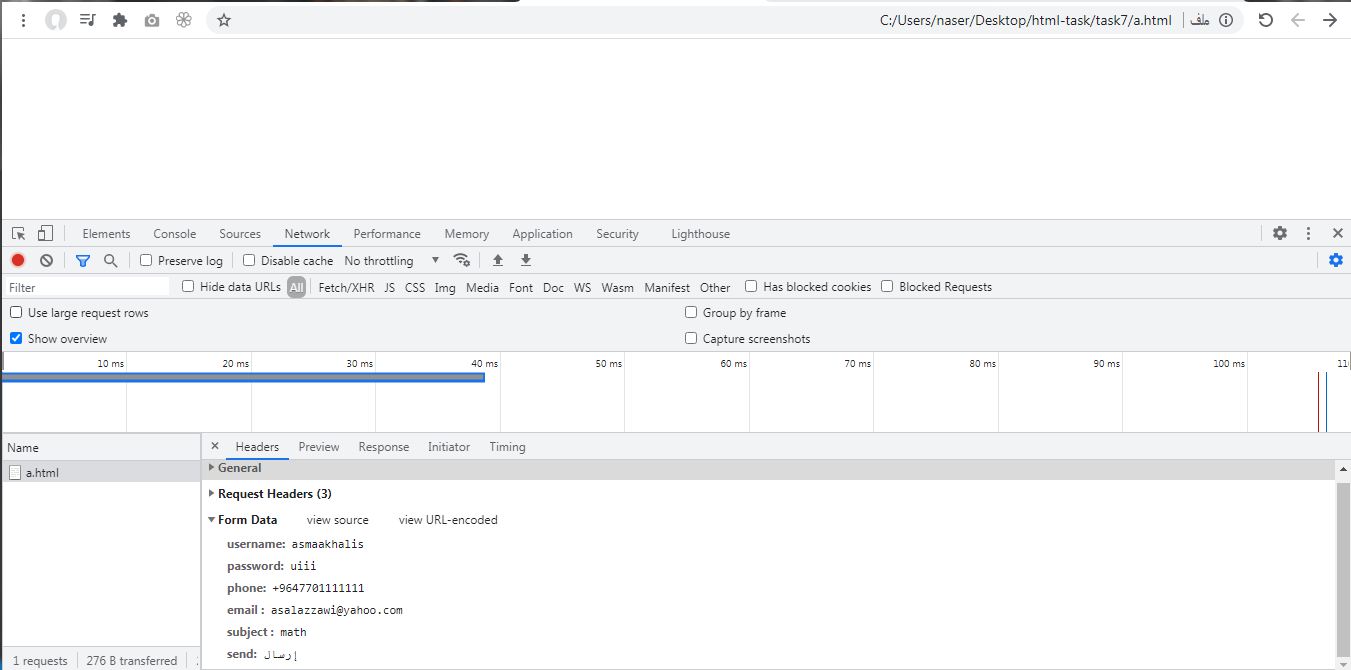 C:/Users/naser/Desktop/html-task/task7/a.html ملف
Elements Console Sources Network Performance Memory Application Security Lighthouse
Preserve log Disable cache No throttling
Filter Hide data URLs All Fetch/XHR JS CSS Img Media Font Doc WS Wasm Manifest Other Has blocked cookies Blocked Requests
Use large request rows Group by frame
Show overview Capture screenshots
10 ms 20 ms 30 ms 40 ms 50 ms 60 ms 70 ms 80 ms 90 ms 100 ms
Name Headers Preview Response Initiator Timing
a.html General
Request Headers (3)
Form Data view source view URL-encoded
username: asmaakhalis
password: uiii
phone: +9647701111111
email : asalazzawi@yahoo.com
subject : math
send: إرسال
1 requests 276 B transferred